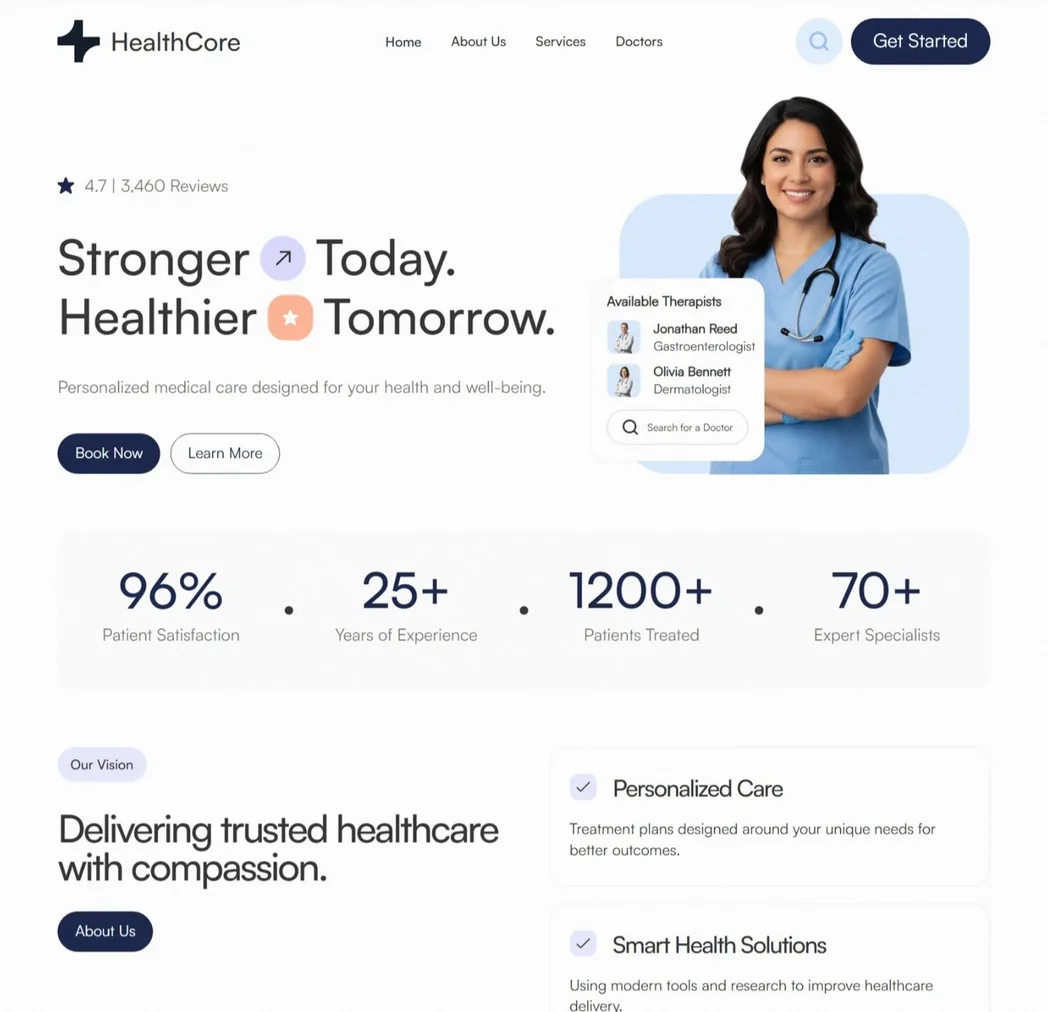 HealthCore
Home
About Us
Services
Doctors
Get Started
4.7 | 3,460 Reviews
Stronger Today.
Healthier Tomorrow.
Personalized medical care designed for your health and well-being.
Book Now
Learn More
Available Therapists
Jonathan Reed
Gastroenterologist
Olivia Bennett
Dermatologist
Search for a Doctor
96%
Patient Satisfaction
25+
Years of Experience
1200+
Patients Treated
70+
Expert Specialists
Our Vision
Delivering trusted healthcare
with compassion.
About Us
Personalized Care
Treatment plans designed around your unique needs for
better outcomes.
Smart Health Solutions
Using modern tools and research to improve healthcare
delivery.